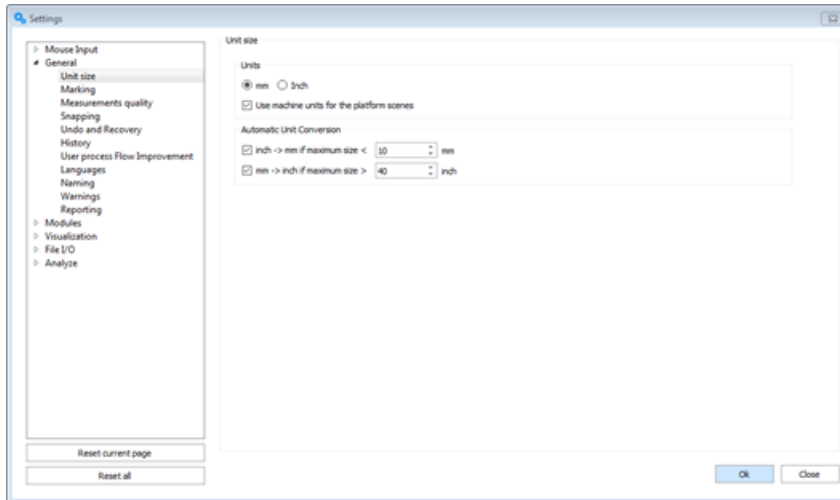 Settings
Mouse Input
General
Unit size
Marking
Measurements quality
Snapping
Undo and Recovery
History
User process Flow Improvement
Languages
Naming
Warnings
Reporting
Modules
Visualization
File I/O
Analyze
Reset current page
Reset all
Unit size
Units
mm Inch
Use machine units for the platform scenes
Automatic Unit Conversion
inch -> mm if maximum size < 10 mm
mm -> inch if maximum size > 40 inch
Ok Close